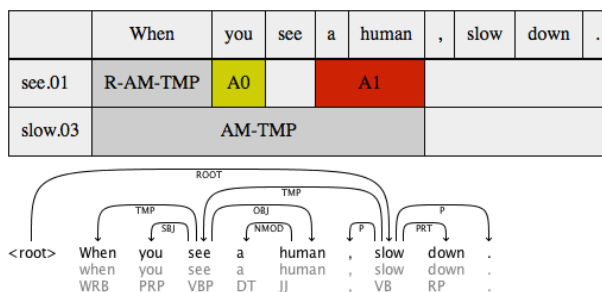 When you see a human , slow down .
see.01 R-AM-TMP A0 A1
slow.03 AM-TMP
ROOT
TMP
TMP OBJ P
SBJ NMOD P PRT
<root> When you see a human , slow down .
when you see a human , slow down .
WRB PRP VBP DT JJ , VB RP .